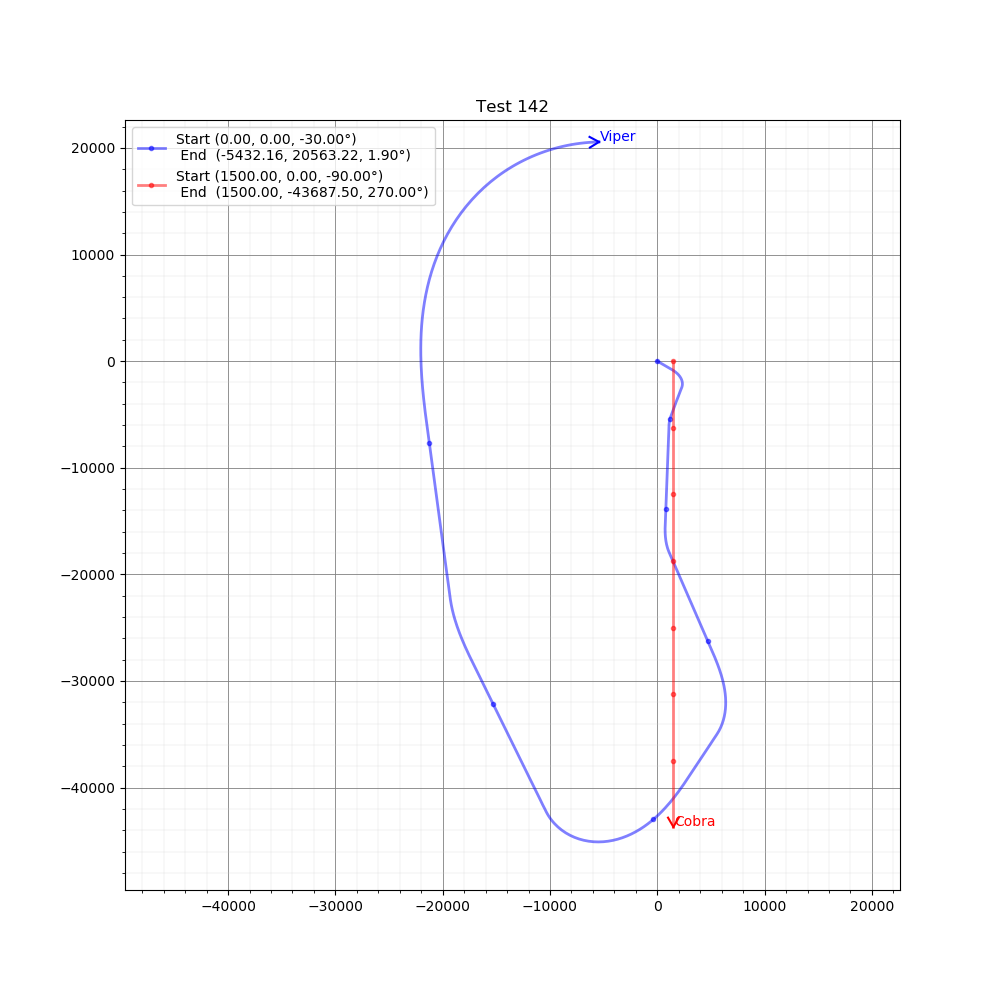 Test 142
Start (0.00, 0.00, -30.00°)
End (-5432.16, 20563.22, 1.90°)
Start (1500.00, 0.00, -90.00°)
End (1500.00, -43687.50, 270.00°)
Viper
Cobra
20000
10000
0
−10000
−20000
−30000
−40000
−40000 −30000 −20000 −10000 0 10000 20000